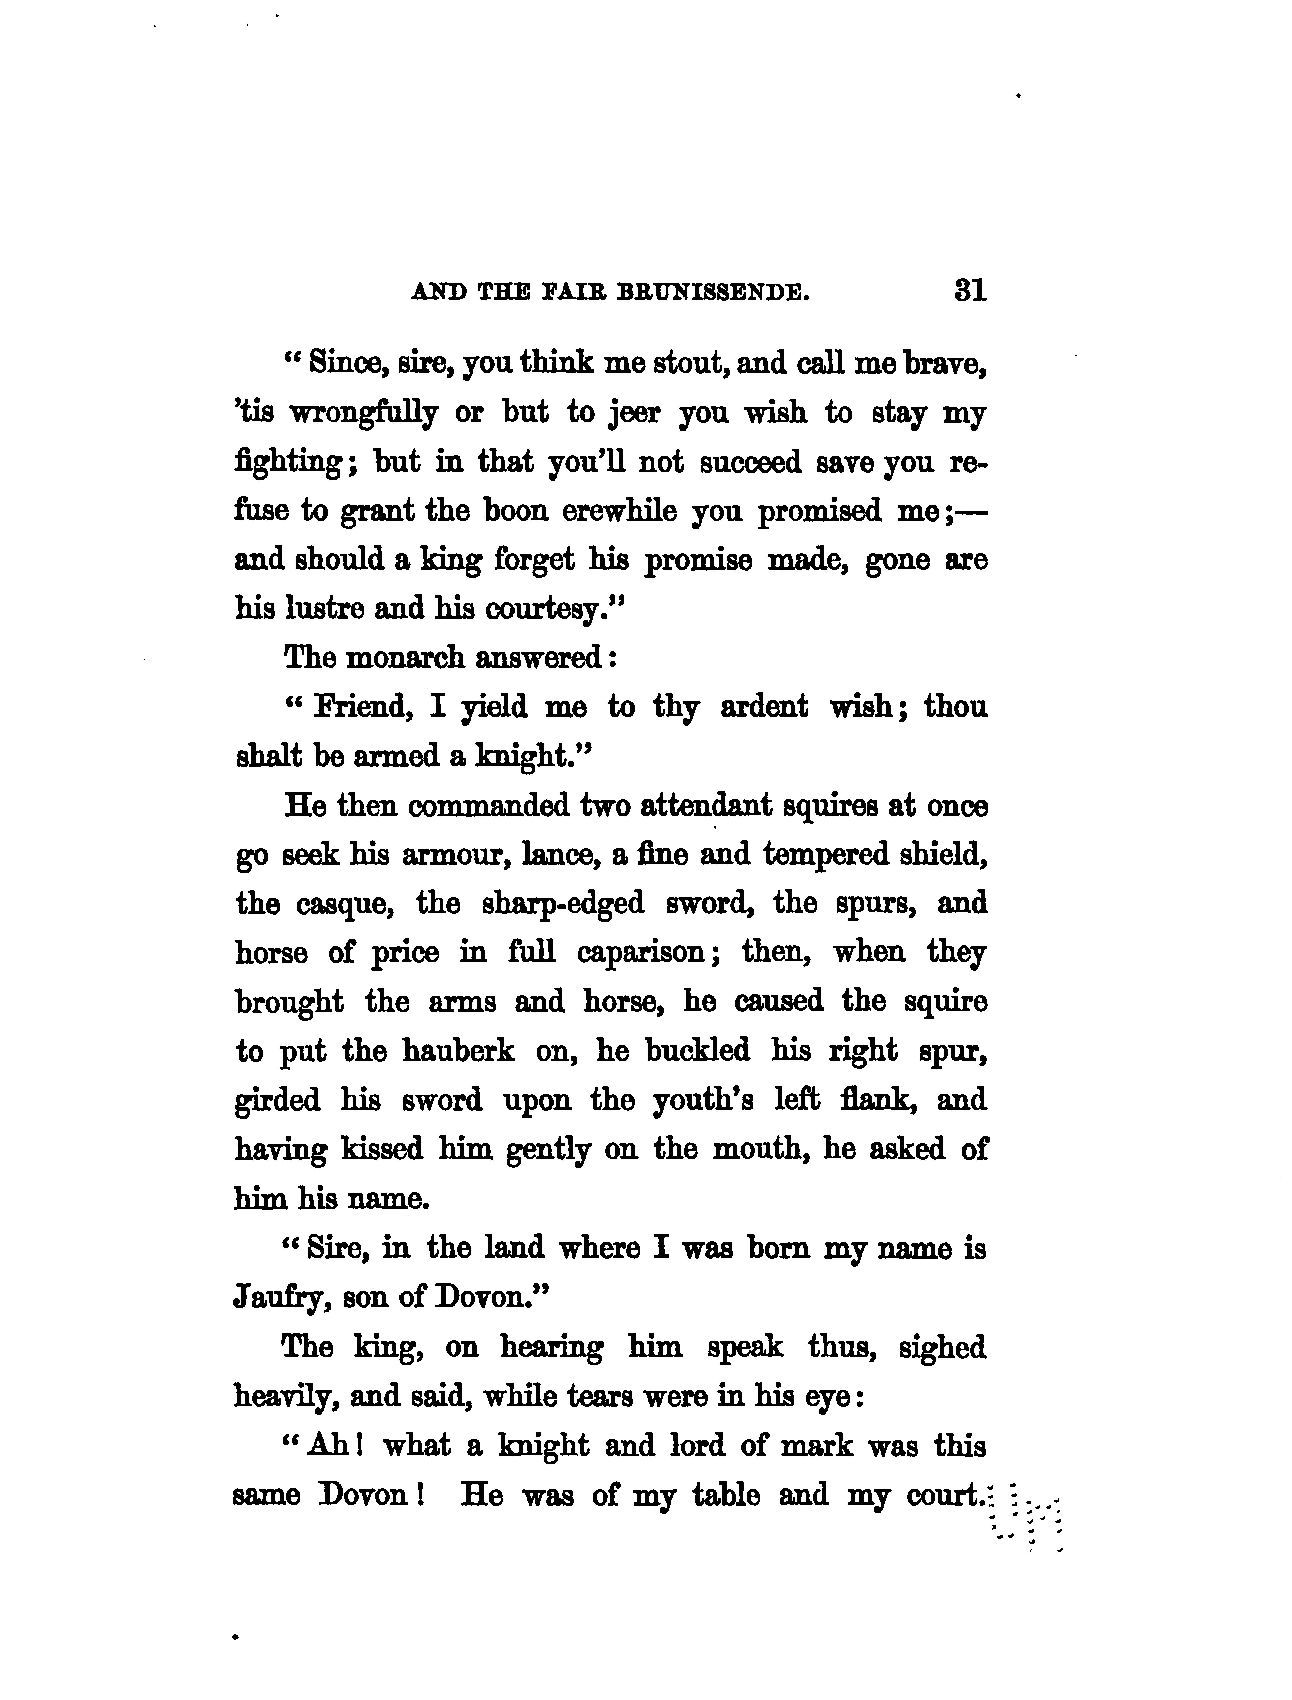 AND THE FAIR BRUNISSENDE. 31
" Since, sire, you think me stout, and call me brave,
'tis wrongfully or but to jeer you wish to stay my
fighting; but in that you'll not succeed save you re-
fuse to grant the boon erewhile you promised me;—
and should a king forget his promise made, gone are
his lustre and his courtesy."
The monarch answered:
" Friend, I yield me to thy ardent wish; thou
shalt be armed a knight."
He then commanded two attendant squires at once
go seek his armour, lance, a fine and tempered shield,
the casque, the sharp-edged sword, the spurs, and
horse of price in full caparison; then, when they
brought the arms and horse, he caused the squire
to put the hauberk on, he buckled his right spur,
girded his sword upon the youth's left flank, and
having kissed him gently on the mouth, he asked of
him his name.
" Sire, in the land where I was born my name is
Jaufry, son of Dovon."
The king, on hearing him speak thus, sighed
heavily, and said, while tears were in his eye:
" Ah! what a knight and lord of mark was this
same Dovon! He was of my table and my court.